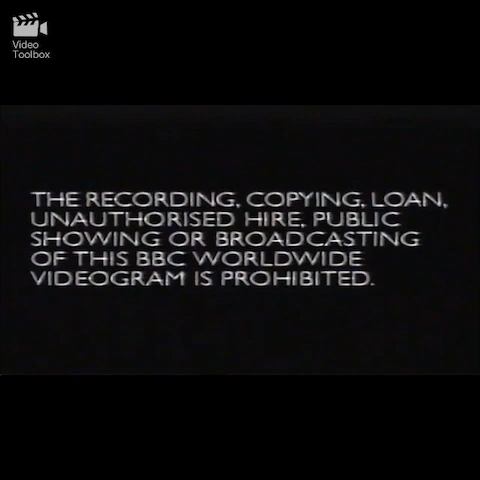 Video
Toolbox
THE RECORDING, COPYING, LOAN,
UNAUTHORISED HIRE, PUBLIC
SHOWING OR BROADCASTING
OF THIS BBC WORLDWIDE
VIDEOGRAM IS PROHIBITED.